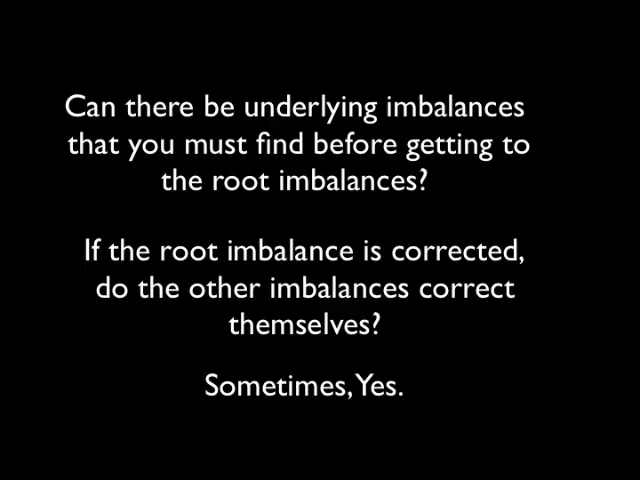 Can there be underlying imbalances
that you must find before getting to
the root imbalances?
If the root imbalance is corrected,
do the other imbalances correct
themselves?
Sometimes, Yes.